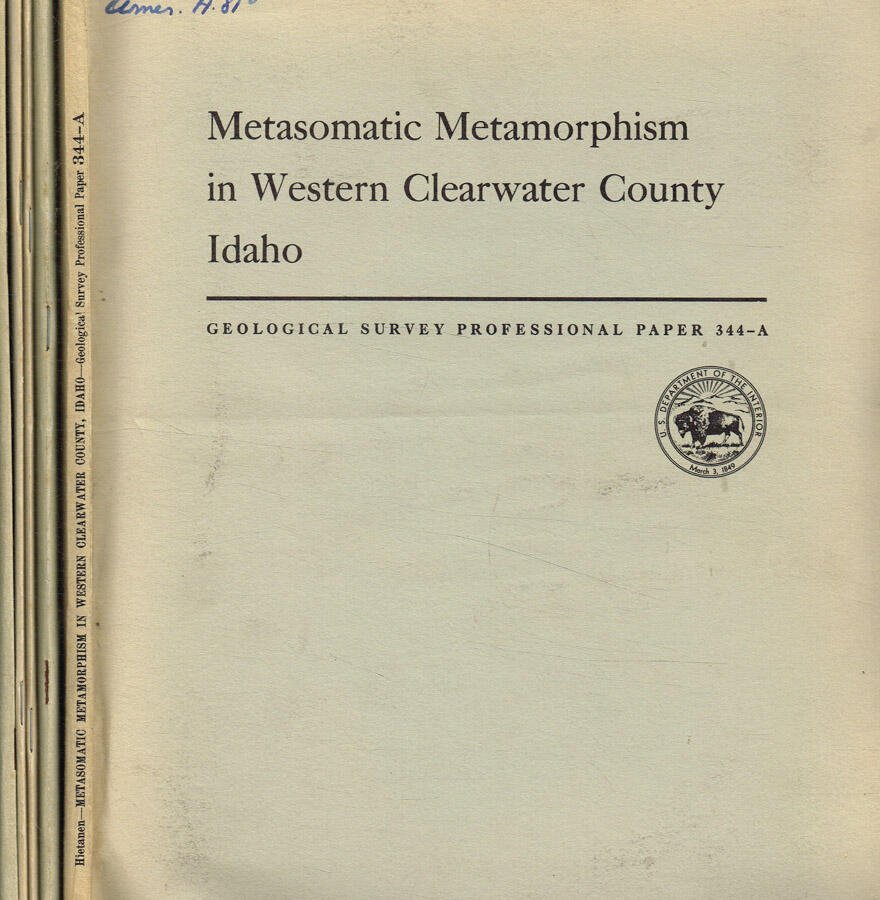 Metasomatic Metamorphism
in Western Clearwater County
Idaho
GEOLOGICAL SURVEY PROFESSIONAL PAPER 344-A
U. S. DEPARTMENT OF THE INTERIOR
March 3, 1849
Hietanen—METASOMATIC METAMORPHISM IN WESTERN CLEARWATER COUNTY, IDAHO—Geological Survey Professional Paper 344-A